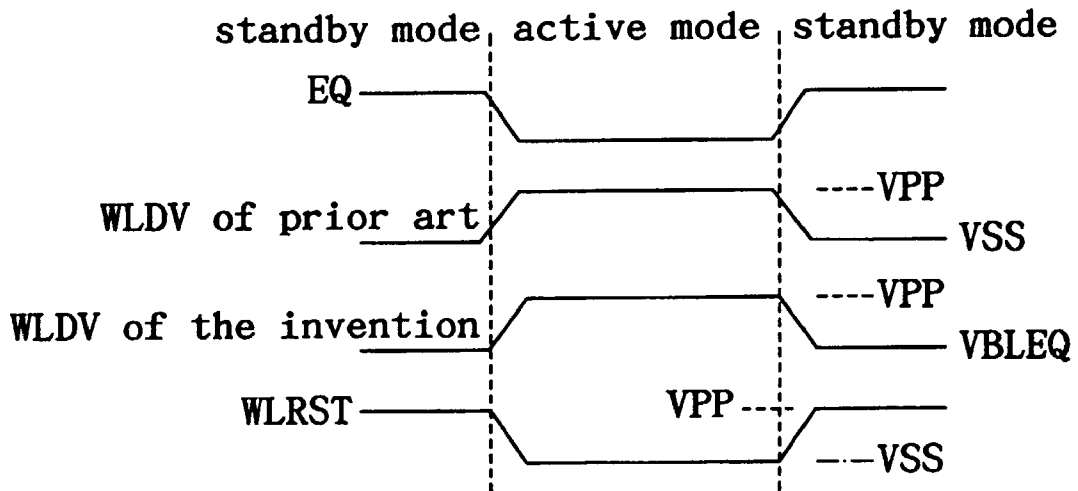 standby mode active mode standby mode
EQ
VPP
WLDV of prior art
VSS
VPP
WLDV of the invention
VBLEQ
WLRST
VPP
VSS